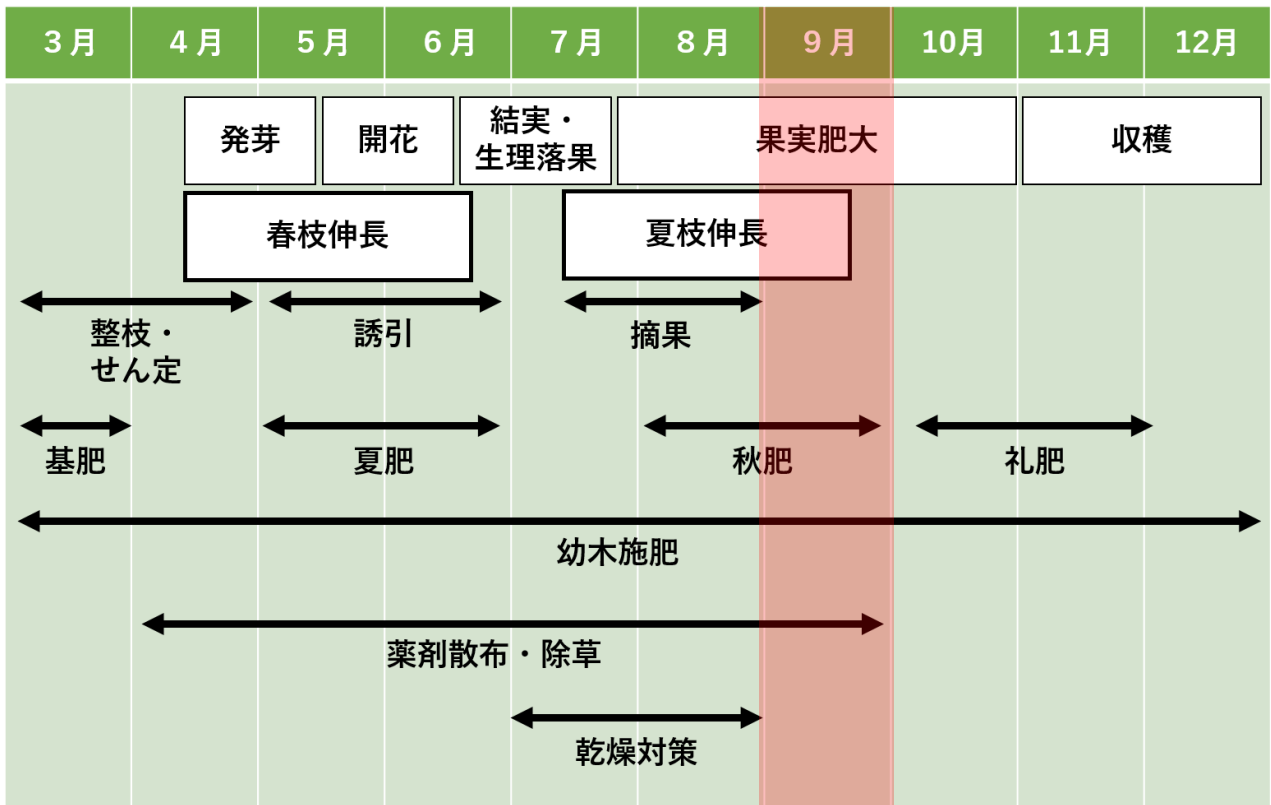 ３月 ４月 ５月 ６月 ７月 ８月 ９月 10月 11月 12月
発芽 開花 結実・ 果実肥大 収穫
生理落果
春枝伸長 夏枝伸長
整枝・ 誘引 摘果
せん定
基肥 夏肥 秋肥 礼肥
幼木施肥
薬剤散布・除草
乾燥対策